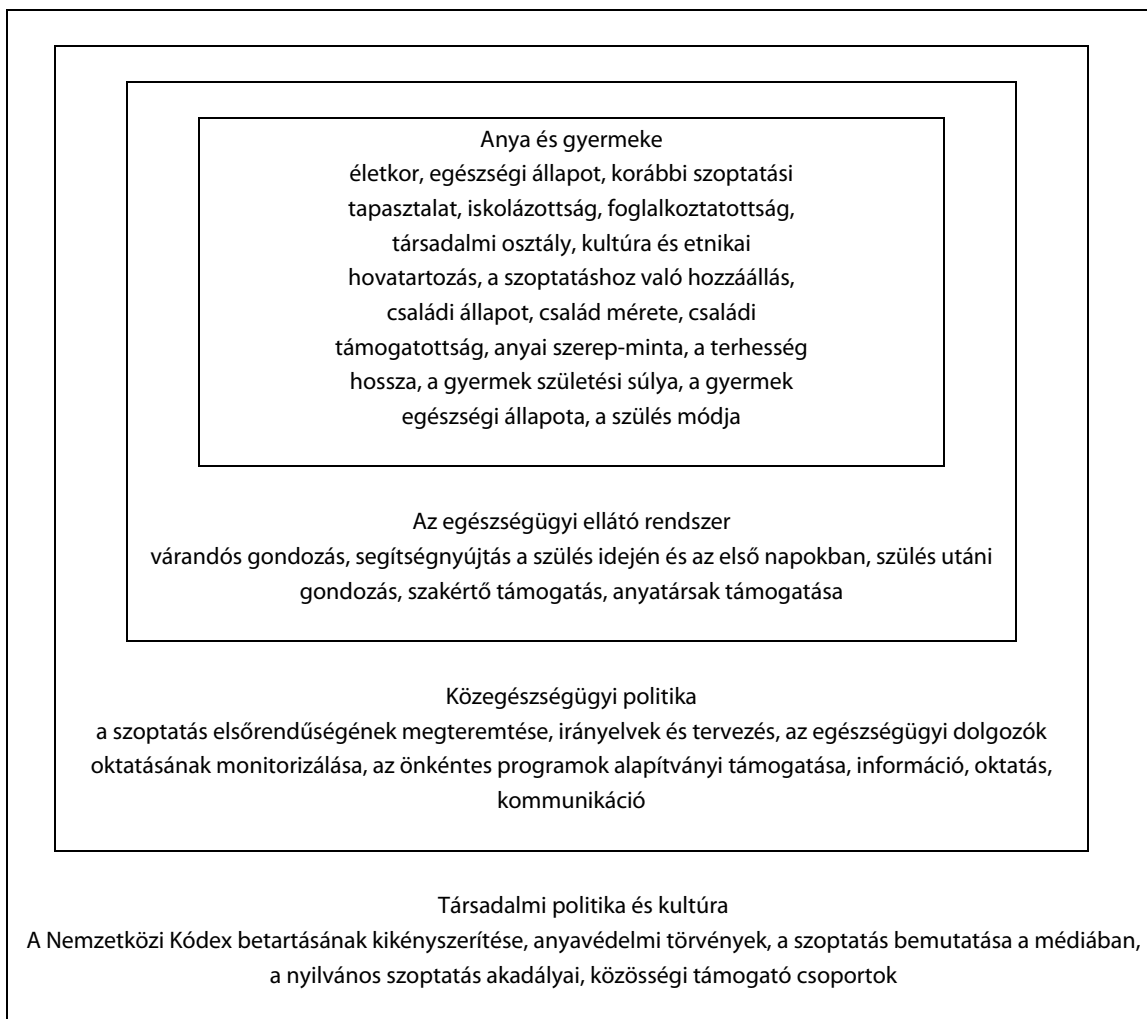 Anya és gyermeke
életkor, egészségi állapot, korábbi szoptatási
tapasztalat, iskolázottság, foglalkoztatottság,
társadalmi osztály, kultúra és etnikai
hovatartozás, a szoptatáshoz való hozzáállás,
családi állapot, család mérete, családi
támogatottság, anyai szerep-minta, a terhesség
hossza, a gyermek születési súlya, a gyermek
egészségi állapota, a szülés módja
Az egészségügyi ellátó rendszer
várandós gondozás, segítségnyújtás a szülés idején és az első napokban, szülés utáni
gondozás, szakértő támogatás, anyatársak támogatása
Közegészségügyi politika
a szoptatás elsőrendűségének megteremtése, irányelvek és tervezés, az egészségügyi dolgozók
oktatásának monitorizálása, az önkéntes programok alapítványi támogatása, információ, oktatás,
kommunikáció
Társadalmi politika és kultúra
A Nemzetközi Kódex betartásának kikényszerítése, anyavédelmi törvények, a szoptatás bemutatása a médiában,
a nyilvános szoptatás akadályai, közösségi támogató csoportok